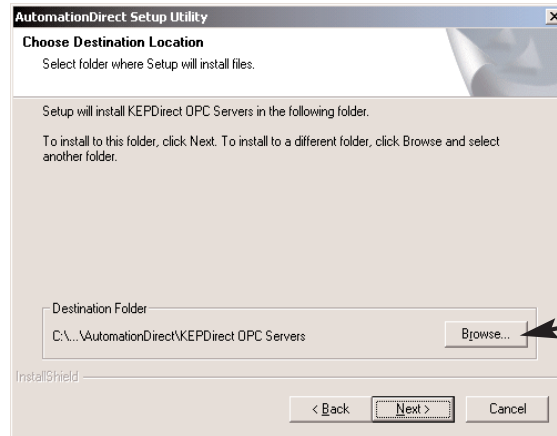 AutomationDirect Setup Utility
Choose Destination Location
Select folder where Setup will install files.
Setup will install KEPDirect OPC Servers in the following folder.
To install to this folder, click Next. To install to a different folder, click Browse and select
another folder.
Destination Folder
C:\...\AutomationDirect\KEPDirect OPC Servers
Browse...
InstallShield
< Back
Next >
Cancel